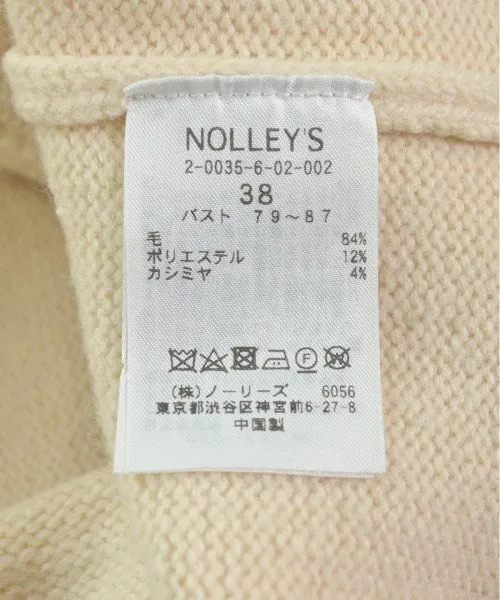 NOLLEY'S
2-0035-6-02-002
38
バスト 79～87
毛 84%
ポリエステル 12%
カシミヤ 4%
F W
(株)ノーリーズ 6056
東京都渋谷区神宮前6-27-8
中国製